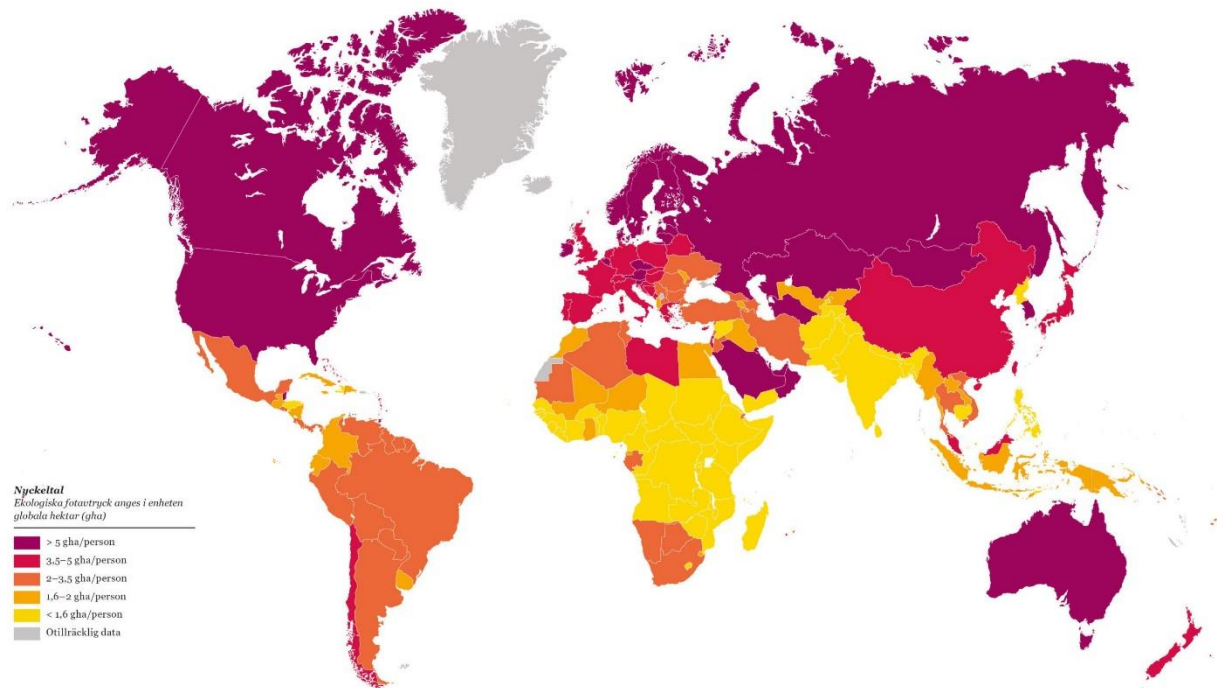 Nyckeltal
Ekologiska fotavtryck anges i enheten
globala hektar (gha)
> 5 gha/person
3,5–5 gha/person
2–3,5 gha/person
1,6–2 gha/person
< 1,6 gha/person
Otillräcklig data